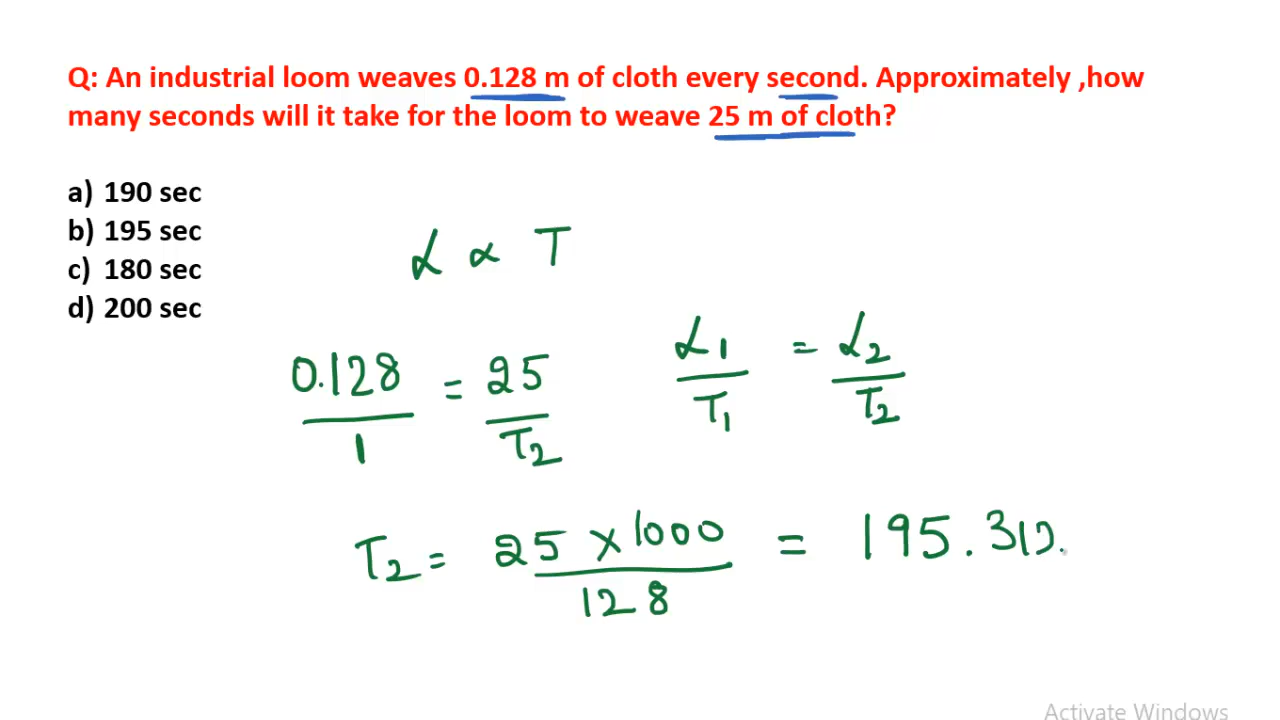 Q: An industrial loom weaves 0.128 m of cloth every second. Approximately ,how
many seconds will it take for the loom to weave 25 m of cloth?
a) 190 sec
b) 195 sec
c) 180 sec
d) 200 sec
L ∝ T
0.128/1 = 25/T2
L1/T1 = L2/T2
T2 = 25 × 1000/128 = 195.312.
Activate Windows